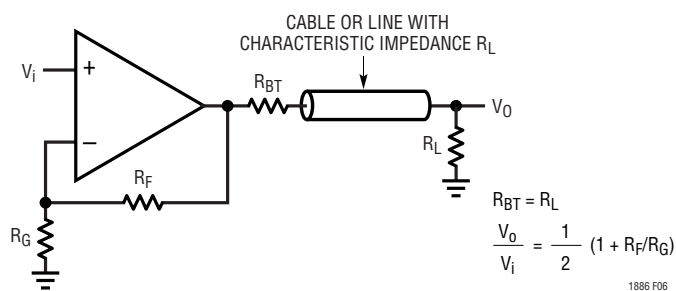 CABLE OR LINE WITH
CHARACTERISTIC IMPEDANCE RL
Vi
+
RBT
VO
–
RL
RF
RG
RBT = RL
Vo
Vi
= 1
2
(1 + RF/RG)
1886 F06